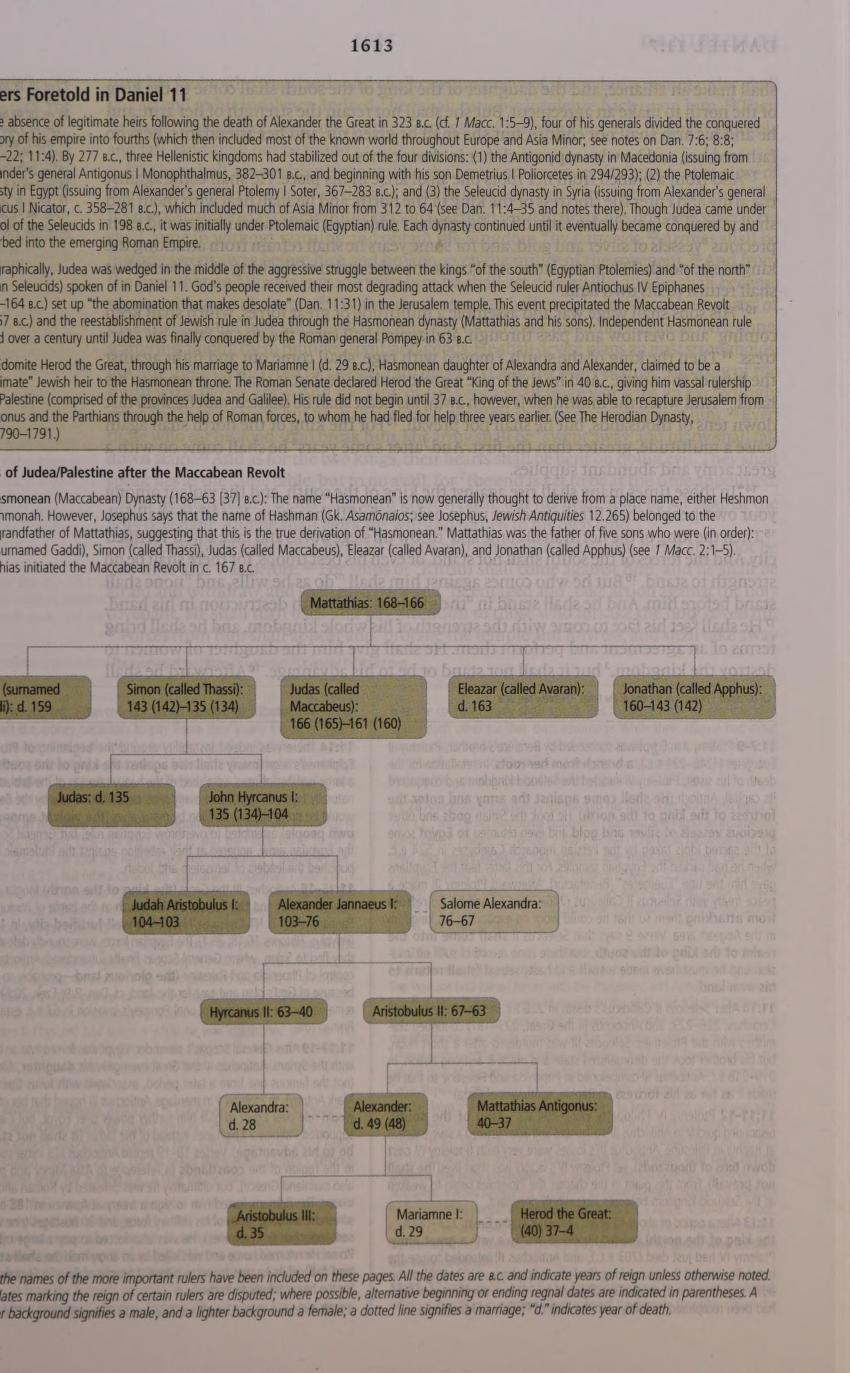 1613
ers Foretold in Daniel 11
e absence of legitimate heirs following the death of Alexander the Great in 323 B.C. (cf. 1 Macc. 1:5–9), four of his generals divided the conquered
ory of his empire into fourths (which then included most of the known world throughout Europe and Asia Minor; see notes on Dan. 7:6; 8:8;
–22; 11:4). By 277 B.C., three Hellenistic kingdoms had stabilized out of the four divisions: (1) the Antigonid dynasty in Macedonia (issuing from
ander's general Antigonus I Monophthalmus, 382–301 B.C., and beginning with his son Demetrius I Poliorcetes in 294/293); (2) the Ptolemaic
sty in Egypt (issuing from Alexander's general Ptolemy I Soter, 367–283 B.C.); and (3) the Seleucid dynasty in Syria (issuing from Alexander's general
cus I Nicator, c. 358–281 B.C.), which included much of Asia Minor from 312 to 64 (see Dan. 11:4–35 and notes there). Though Judea came under
ol of the Seleucids in 198 B.C., it was initially under Ptolemaic (Egyptian) rule. Each dynasty continued until it eventually became conquered by and
bed into the emerging Roman Empire.
raphically, Judea was wedged in the middle of the aggressive struggle between the kings “of the south” (Egyptian Ptolemies) and “of the north”
n Seleucids) spoken of in Daniel 11. God's people received their most degrading attack when the Seleucid ruler Antiochus IV Epiphanes
–164 B.C.) set up “the abomination that makes desolate” (Dan. 11:31) in the Jerusalem temple. This event precipitated the Maccabean Revolt
7 B.C.) and the reestablishment of Jewish rule in Judea through the Hasmonean dynasty (Mattathias and his sons). Independent Hasmonean rule
d over a century until Judea was finally conquered by the Roman general Pompey in 63 B.C.
domite Herod the Great, through his marriage to Mariamne I (d. 29 B.C.), Hasmonean daughter of Alexandra and Alexander, claimed to be a
imate” Jewish heir to the Hasmonean throne. The Roman Senate declared Herod the Great “King of the Jews” in 40 B.C., giving him vassal rulership
Palestine (comprised of the provinces Judea and Galilee). His rule did not begin until 37 B.C., however, when he was able to recapture Jerusalem from
onus and the Parthians through the help of Roman forces, to whom he had fled for help three years earlier. (See The Herodian Dynasty,
790–1791.)
of Judea/Palestine after the Maccabean Revolt
smonean (Maccabean) Dynasty (168–63 [37] B.C.): The name “Hasmonean” is now generally thought to derive from a place name, either Heshmon
hmonah. However, Josephus says that the name of Hashman (Gk. Asamōnaios; see Josephus, Jewish Antiquities 12.265) belonged to the
randfather of Mattathias, suggesting that this is the true derivation of “Hasmonean.” Mattathias was the father of five sons who were (in order):
urnamed Gaddi), Simon (called Thassi), Judas (called Maccabeus), Eleazar (called Avaran), and Jonathan (called Apphus) (see 1 Macc. 2:1–5).
hias initiated the Maccabean Revolt in c. 167 B.C.
Mattathias: 168–166
(surnamed
i): d. 159
Simon (called Thassi):
143 (142)–135 (134)
Judas (called
Maccabeus):
166 (165)–161 (160)
Eleazar (called Avaran):
d. 163
Jonathan (called Apphus):
160–143 (142)
Judas: d. 135
John Hyrcanus I:
135 (134)–104
Judah Aristobulus I:
104–103
Alexander Jannaeus I:
103–76
Salome Alexandra:
76–67
Hyrcanus II: 63–40
Aristobulus II: 67–63
Alexandra:
d. 28
Alexander:
d. 49 (48)
Mattathias Antigonus:
40–37
Aristobulus III:
d. 35
Mariamne I:
d. 29
Herod the Great:
(40) 37–4
the names of the more important rulers have been included on these pages. All the dates are B.C. and indicate years of reign unless otherwise noted.
ates marking the reign of certain rulers are disputed; where possible, alternative beginning or ending regnal dates are indicated in parentheses. A
r background signifies a male, and a lighter background a female; a dotted line signifies a marriage; “d.” indicates year of death.